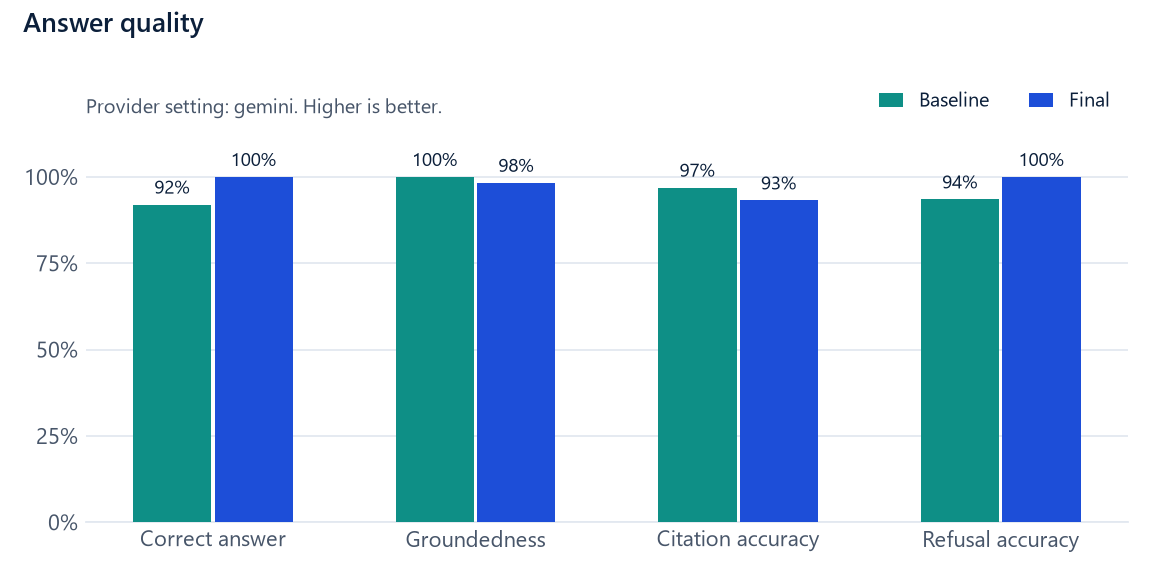 Answer quality
Provider setting: gemini. Higher is better.
Baseline Final
100% 92% 100% 100% 98% 97% 93% 94% 100%
75%
50%
25%
0%
Correct answer Groundedness Citation accuracy Refusal accuracy